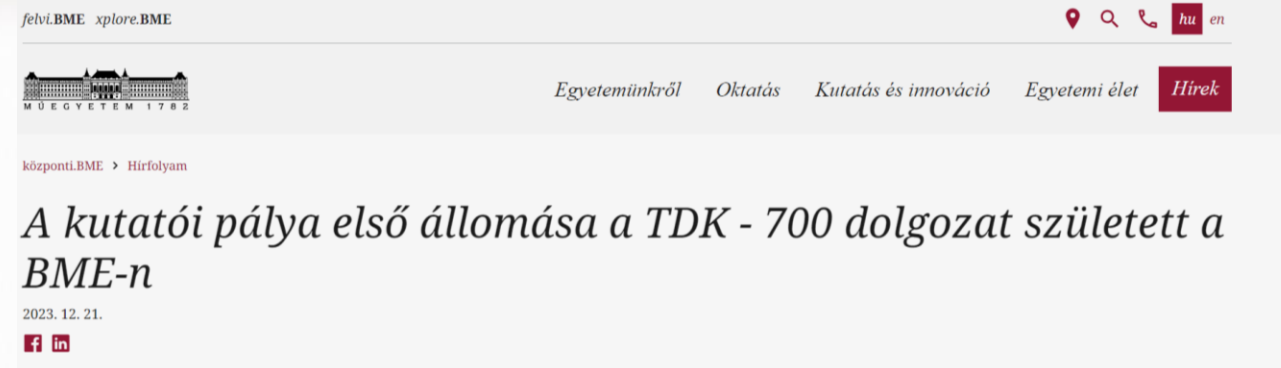 felvi.BME xplore.BME
hu en
MŰEGYETEM 1782
Egyetemünkről Oktatás Kutatás és innováció Egyetemi élet Hírek
központi.BME > Hírfolyam
A kutatói pálya első állomása a TDK - 700 dolgozat született a
BME-n
2023. 12. 21.